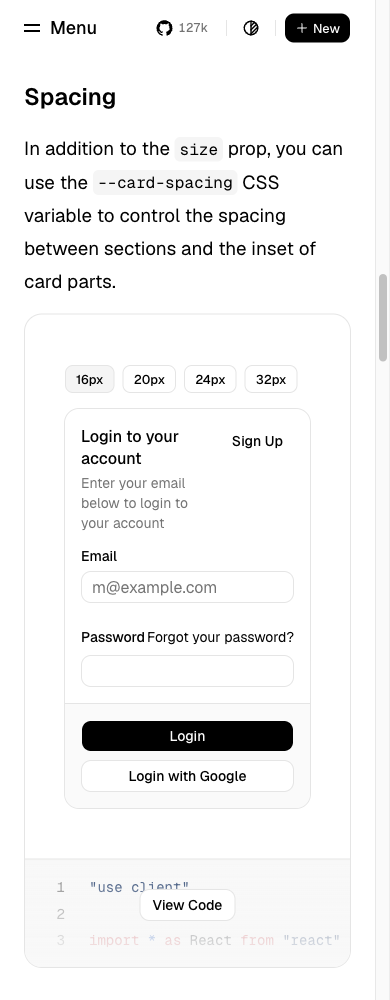 Menu 127k + New
Spacing
In addition to the size prop, you can
use the --card-spacing CSS
variable to control the spacing
between sections and the inset of
card parts.
16px 20px 24px 32px
Login to your
account
Sign Up
Enter your email
below to login to
your account
Email
m@example.com
Password Forgot your password?
Login
Login with Google
1 "use client"
2
View Code
3 import * as React from "react"